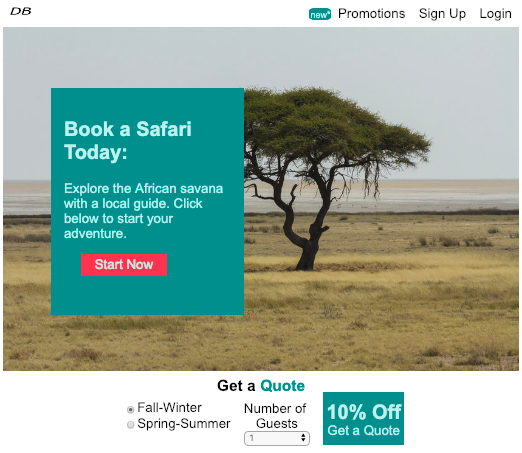 DB
new* Promotions Sign Up Login
Book a Safari
Today:
Explore the African savana
with a local guide. Click
below to start your
adventure.
Start Now
Get a Quote
Fall-Winter
Spring-Summer
Number of
Guests
1
10% Off
Get a Quote